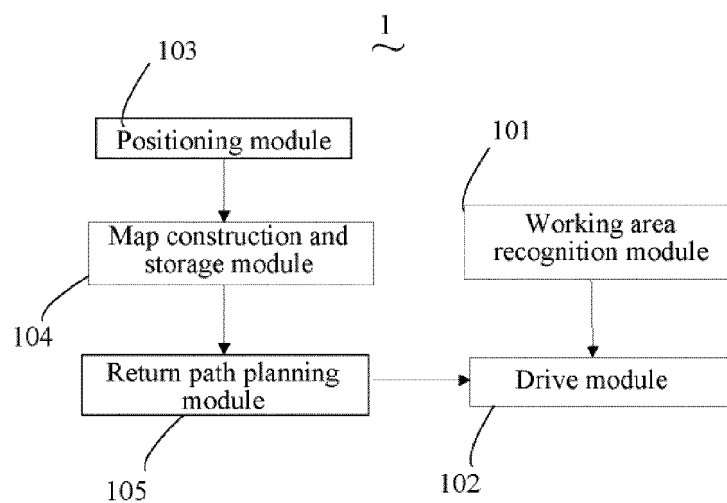 1
103
Positioning module
101
Working area
recognition module
Map construction and
storage module
104
Return path planning
module
Drive module
105
102